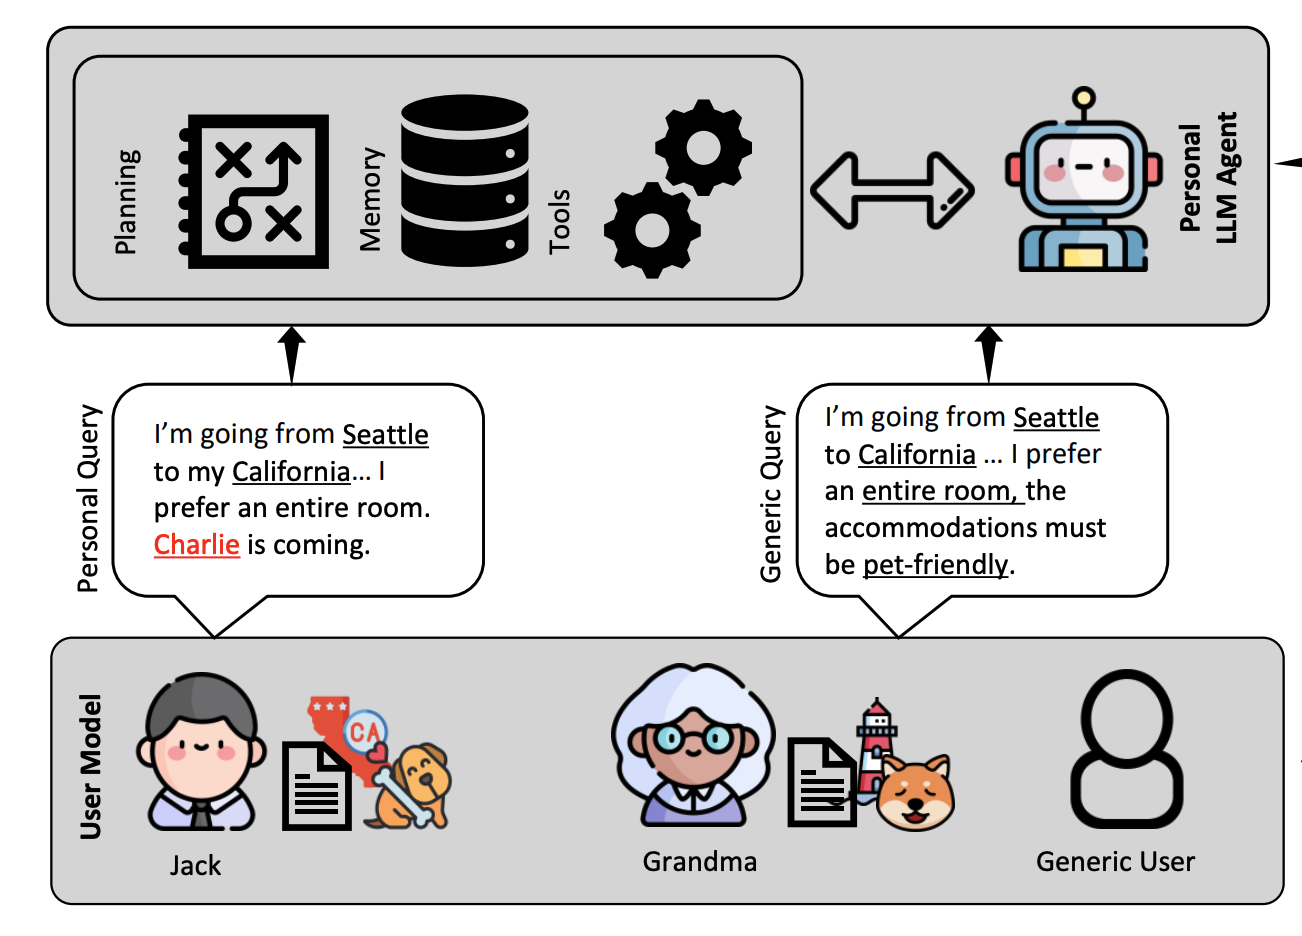 Planning
Memory
Tools
Personal
LLM Agent
Personal Query
I’m going from Seattle
to my California... I
prefer an entire room.
Charlie is coming.
Generic Query
I’m going from Seattle
to California ... I prefer
an entire room, the
accommodations must
be pet-friendly.
User Model
CA
Jack
Grandma
Generic User